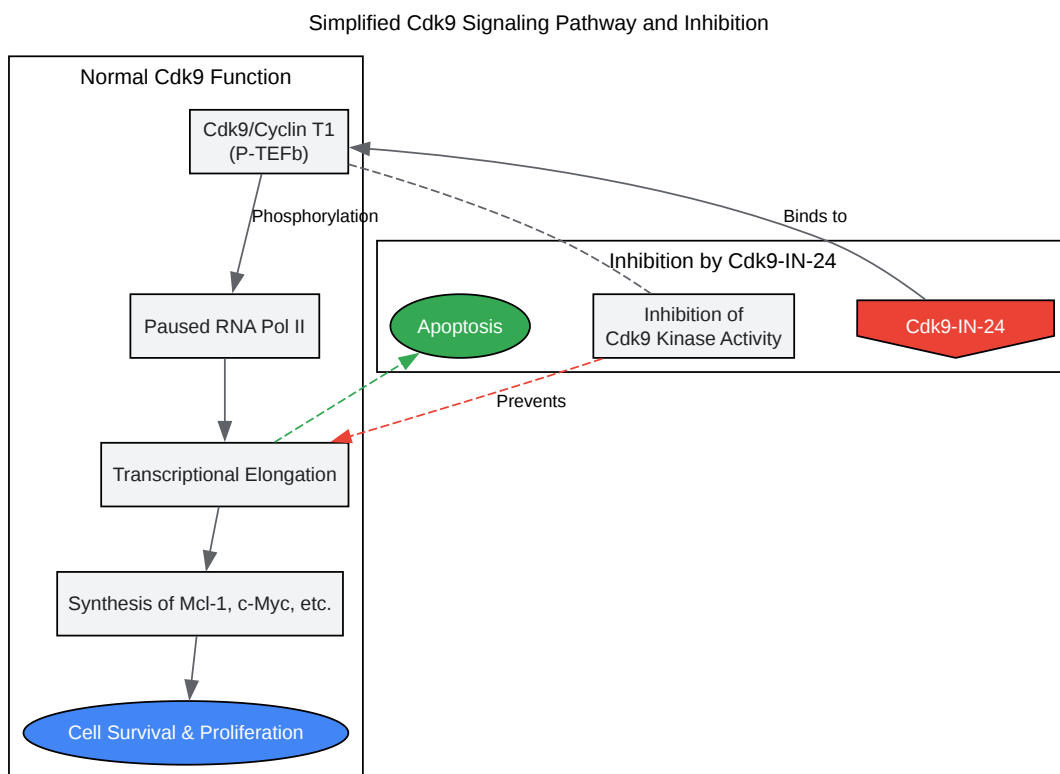 Simplified Cdk9 Signaling Pathway and Inhibition
Normal Cdk9 Function
Cdk9/Cyclin T1
(P-TEFb)
Phosphorylation
Binds to
Inhibition by Cdk9-IN-24
Paused RNA Pol II
Apoptosis
Inhibition of
Cdk9 Kinase Activity
Cdk9-IN-24
Prevents
Transcriptional Elongation
Synthesis of Mcl-1, c-Myc, etc.
Cell Survival & Proliferation